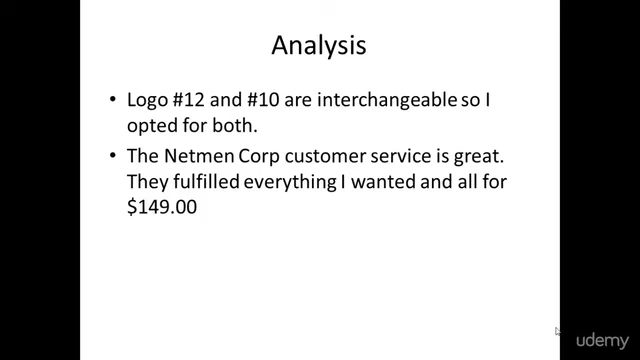 Analysis
• Logo #12 and #10 are interchangeable so I
opted for both.
• The Netmen Corp customer service is great.
They fulfilled everything I wanted and all for
$149.00
udemy